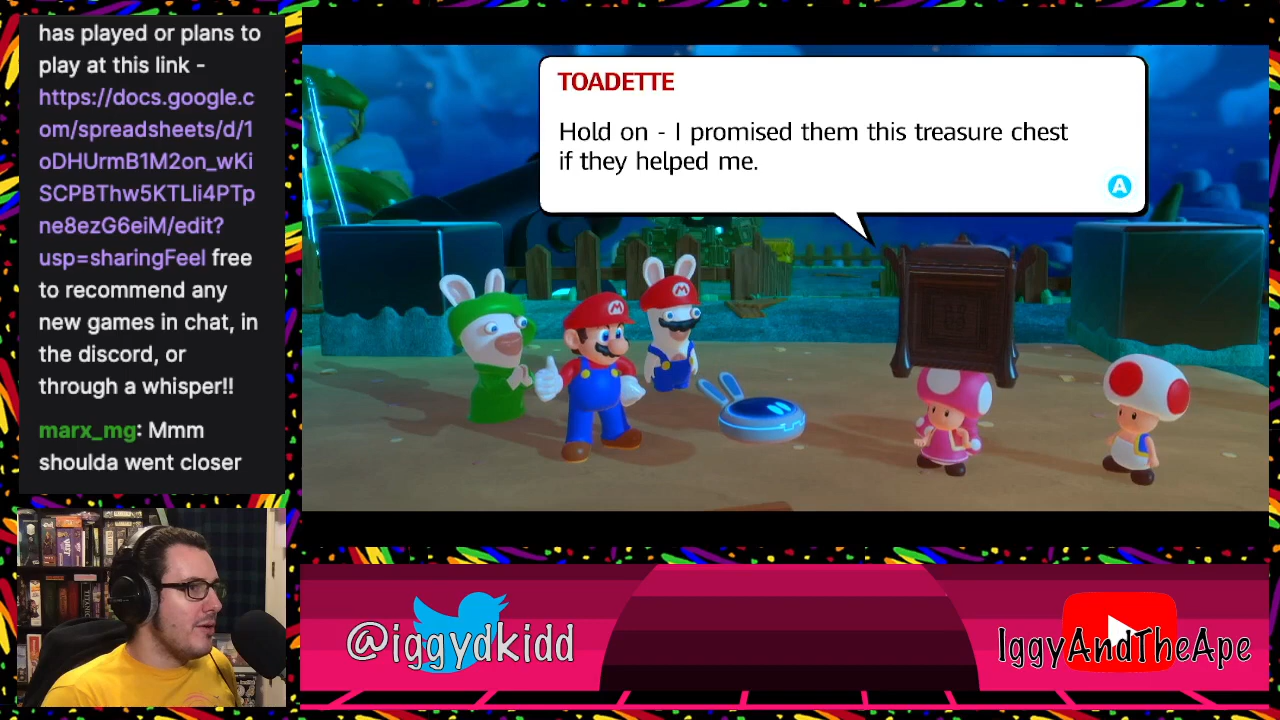 has played or plans to
play at this link -
https://docs.google.c
om/spreadsheets/d/1
oDHUrmB1M2on_wKi
SCPBThw5KTLli4PTp
ne8ezG6eiM/edit?
usp=sharingFeel free
to recommend any
new games in chat, in
the discord, or
through a whisper!!
marx_mg: Mmm
shoulda went closer
TOADETTE
Hold on - I promised them this treasure chest
if they helped me.
A
M
M
@iggydkidd
IggyAndTheApe